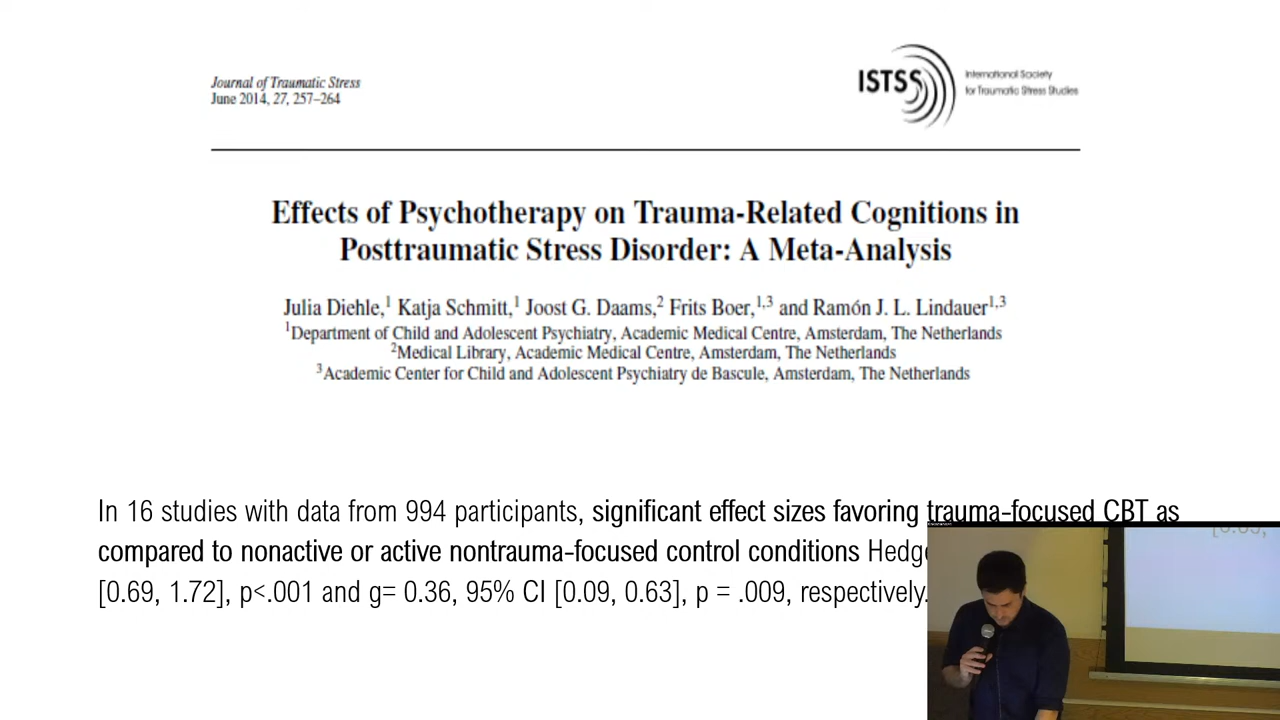 Journal of Traumatic Stress
June 2014, 27, 257–264
ISTSS
International Society
for Traumatic Stress Studies
Effects of Psychotherapy on Trauma-Related Cognitions in
Posttraumatic Stress Disorder: A Meta-Analysis
Julia Diehle,1 Katja Schmitt,1 Joost G. Daams,2 Frits Boer,1,3 and Ramón J. L. Lindauer1,3
1Department of Child and Adolescent Psychiatry, Academic Medical Centre, Amsterdam, The Netherlands
2Medical Library, Academic Medical Centre, Amsterdam, The Netherlands
3Academic Center for Child and Adolescent Psychiatry de Bascule, Amsterdam, The Netherlands
In 16 studies with data from 994 participants, significant effect sizes favoring trauma-focused CBT as
compared to nonactive or active nontrauma-focused control conditions
[0.69, 1.72], p<.001 and g= 0.36, 95% CI [0.09, 0.63], p = .009, respectively.